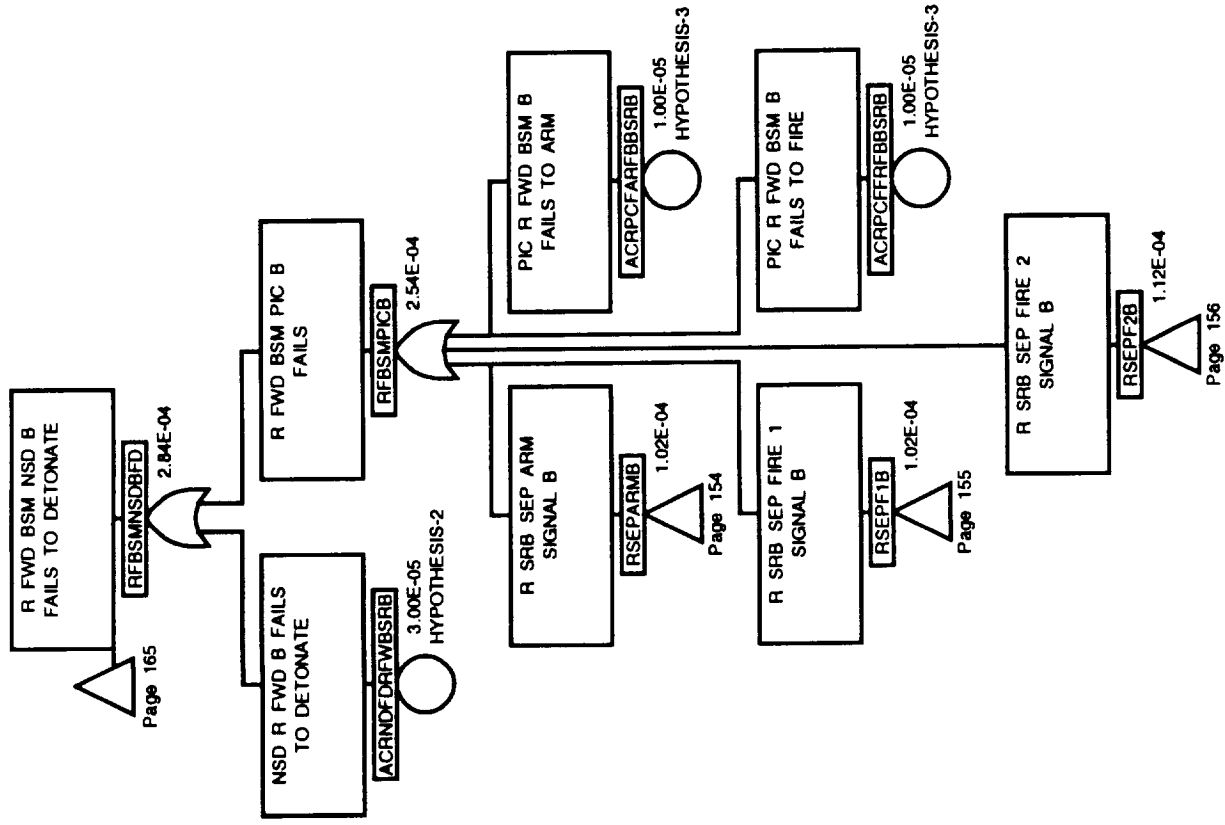 R FWD BSM NSD B
FAILS TO DETONATE
RFBSMNSDBFD
2.84E-04
Page 165
NSD R FWD B FAILS
TO DETONATE
ACRNDFDRFWBSRB
3.00E-05
HYPOTHESIS-2
R FWD BSM PIC B
FAILS
RFBSMPICB
2.54E-04
R SRB SEP ARM
SIGNAL B
RSEPARMB
1.02E-04
Page 154
PIC R FWD BSM B
FAILS TO ARM
ACRPCFARFBBSRB
1.00E-05
HYPOTHESIS-3
R SRB SEP FIRE 1
SIGNAL B
RSEPF1B
1.02E-04
Page 155
PIC R FWD BSM B
FAILS TO FIRE
ACRPCFFRFBBSRB
1.00E-05
HYPOTHESIS-3
R SRB SEP FIRE 2
SIGNAL B
RSEPF2B
1.12E-04
Page 156